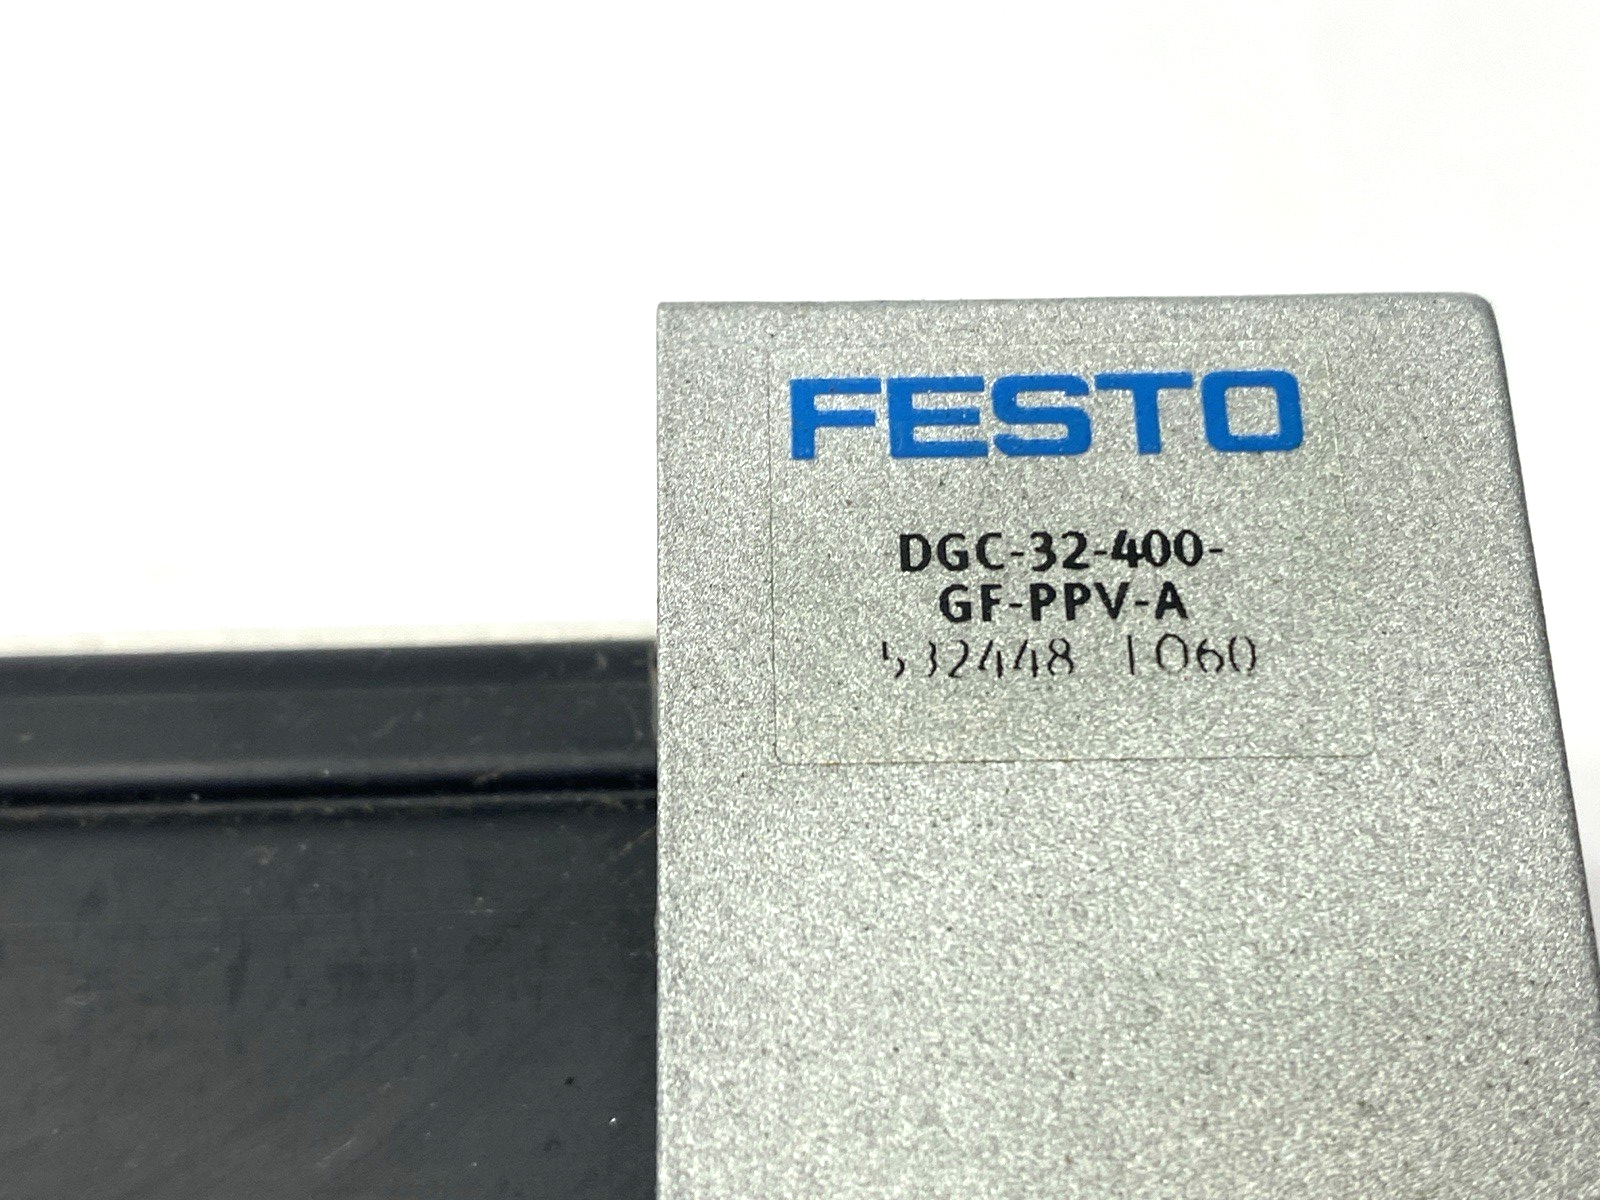 FESTO
DGC-32-400-
GF-PPV-A
532448 1060